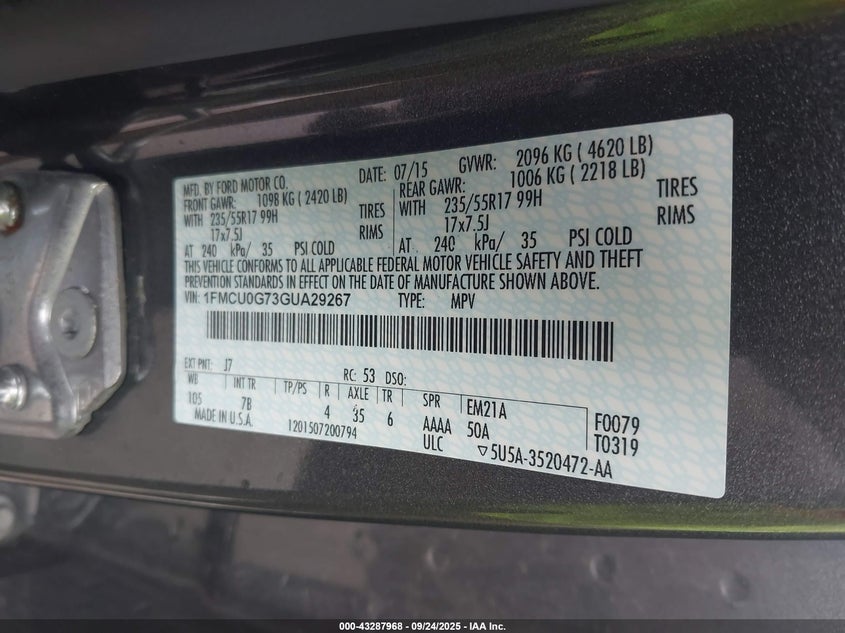 MFD. BY FORD MOTOR CO. DATE: 07/15 GVWR: 2096 KG ( 4620 LB)
FRONT GAWR: 1098 KG ( 2420 LB) REAR GAWR: 1006 KG ( 2218 LB)
WITH 235/55R17 99H TIRES WITH 235/55R17 99H TIRES
17x7.5J RIMS 17x7.5J RIMS
AT 240 kPa/ 35 PSI COLD AT 240 kPa/ 35 PSI COLD
THIS VEHICLE CONFORMS TO ALL APPLICABLE FEDERAL MOTOR VEHICLE SAFETY AND THEFT
PREVENTION STANDARDS IN EFFECT ON THE DATE OF MANUFACTURE SHOWN ABOVE.
VIN: 1FMCU0G73GUA29267 TYPE: MPV
EXT PNT: J7 RC: 53 DSO:
WB INT TR TP/PS R AXLE TR SPR EM21A F0079
105 7B 4 35 6 AAAA 50A T0319
MADE IN U.S.A. 1201507200794 ULC ▽5U5A-3520472-AA
000-43287968 - 09/24/2025 - IAA Inc.